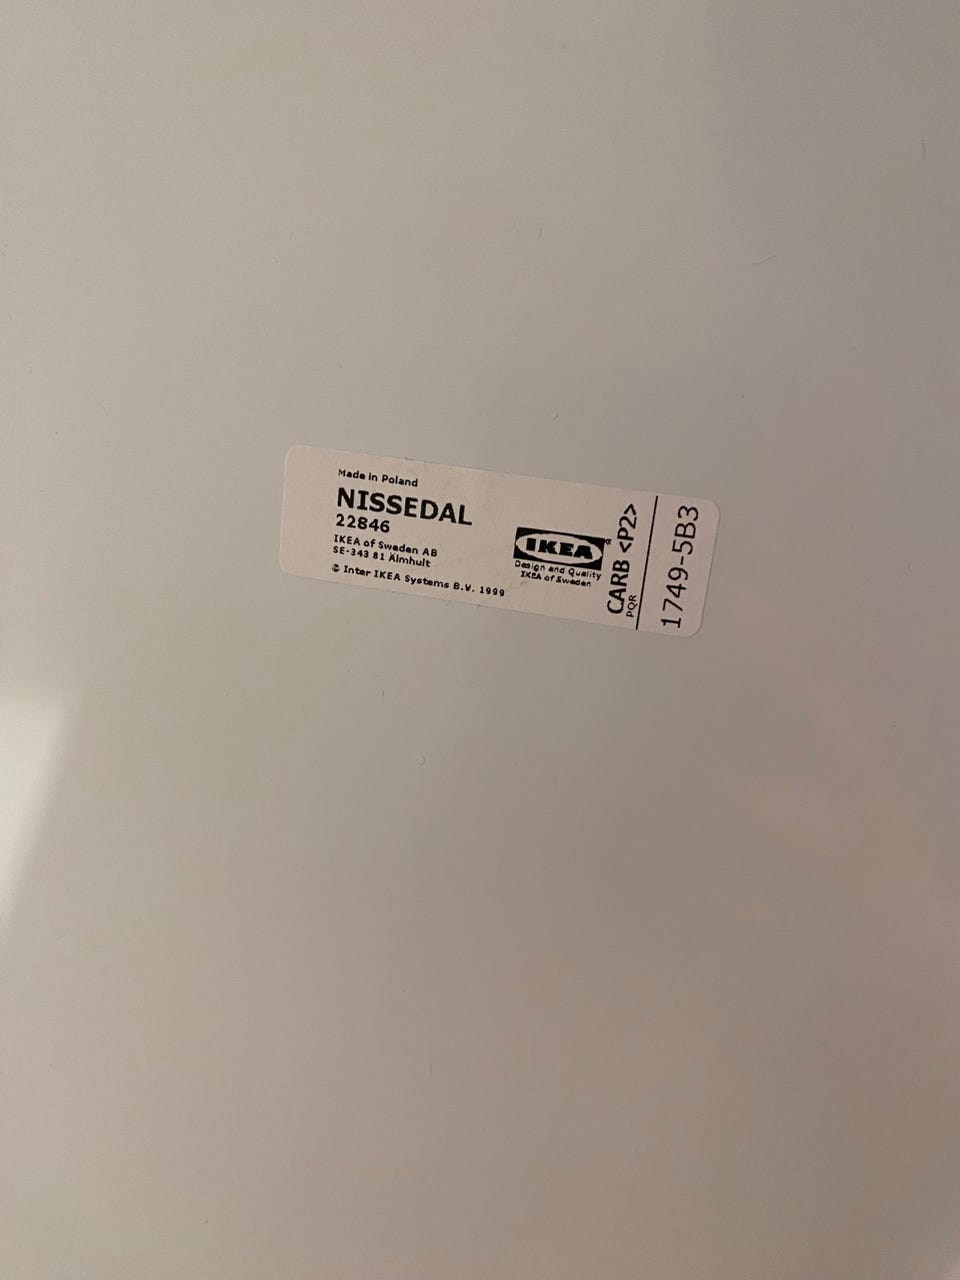 Made in Poland
NISSEDAL
22846
IKEA of Sweden AB
SE-343 81 Älmhult
© Inter IKEA Systems B.V. 1999
IKEA®
Design and Quality
IKEA of Sweden
CARB <P2>
PQR
1749-5B3